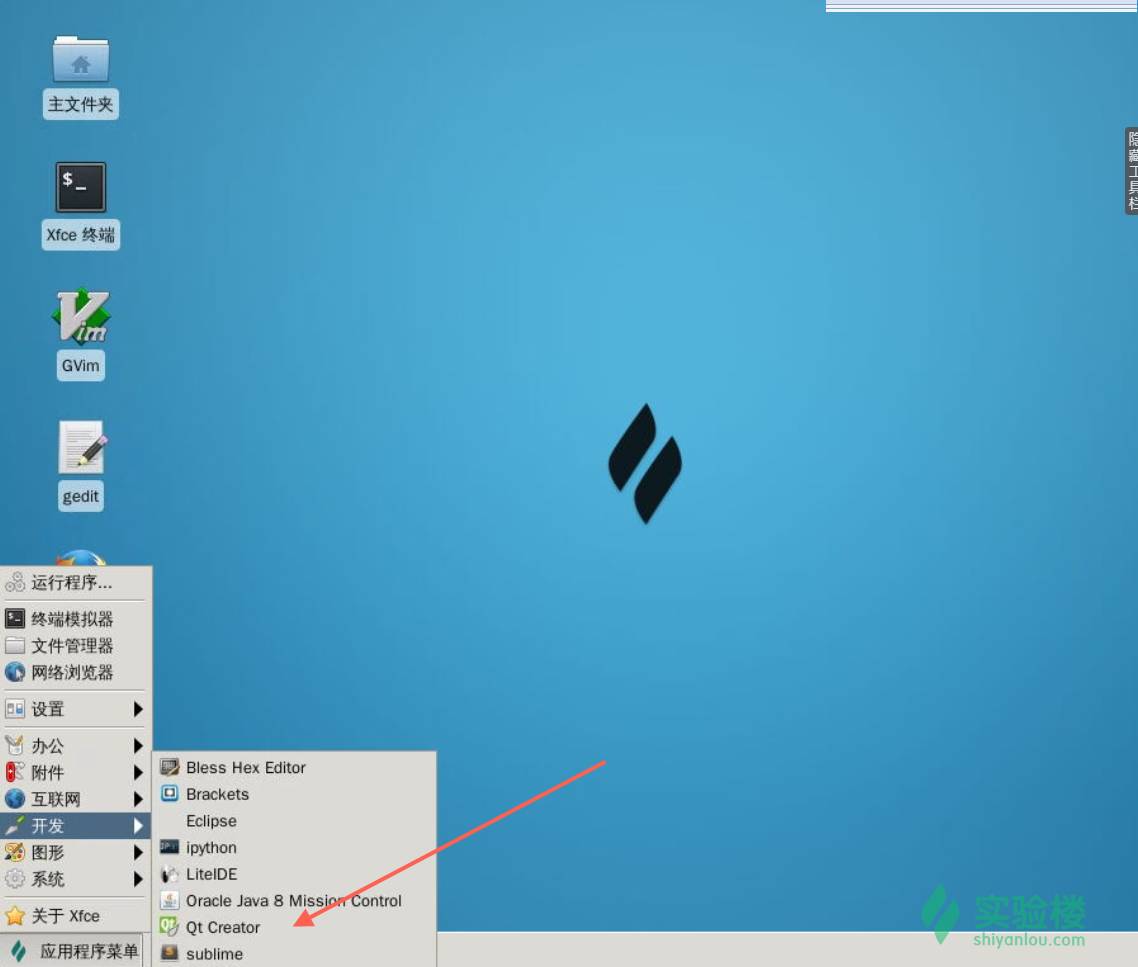 主文件夹
Xfce 终端
GVim
gedit
隐藏工具栏
运行程序...
终端模拟器
文件管理器
网络浏览器
设置
办公
附件
互联网
开发
图形
系统
关于 Xfce
应用程序菜单
Bless Hex Editor
Brackets
Eclipse
ipython
LiteIDE
Oracle Java 8 Mission Control
Qt Creator
sublime
实验楼
shiyanlou.com